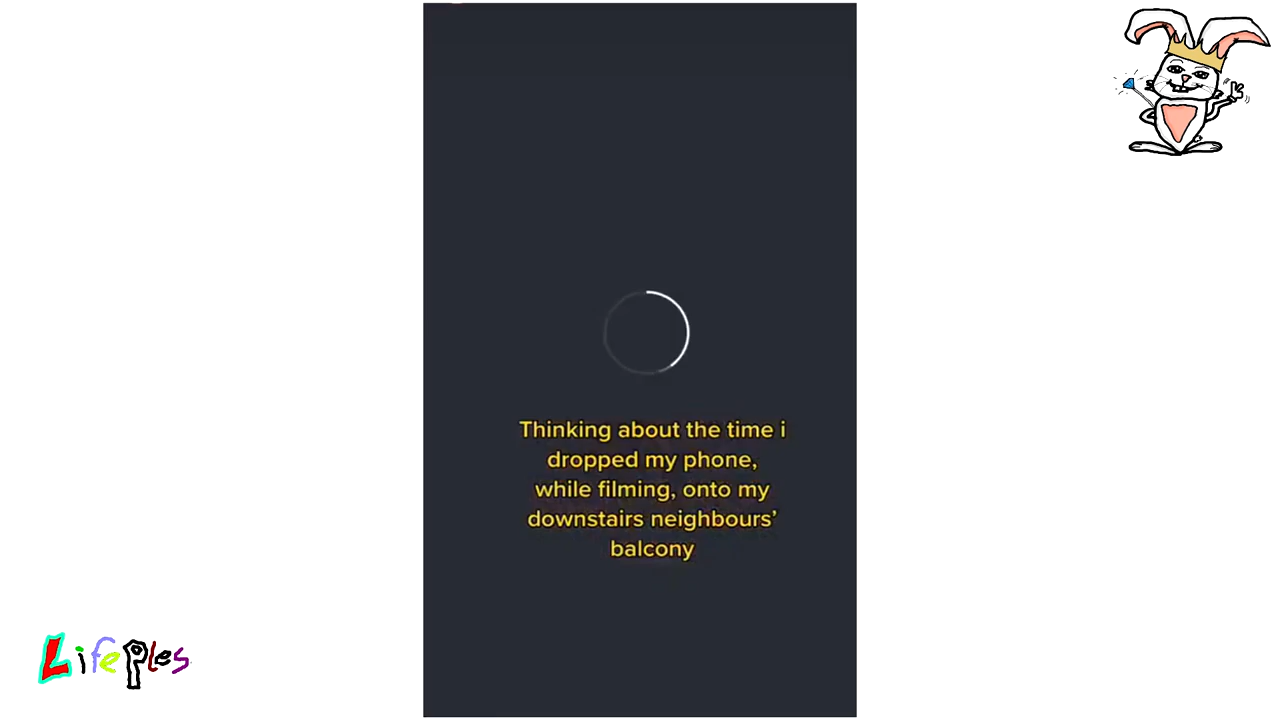 Thinking about the time i
dropped my phone,
while filming, onto my
downstairs neighbours’
balcony
LifePles